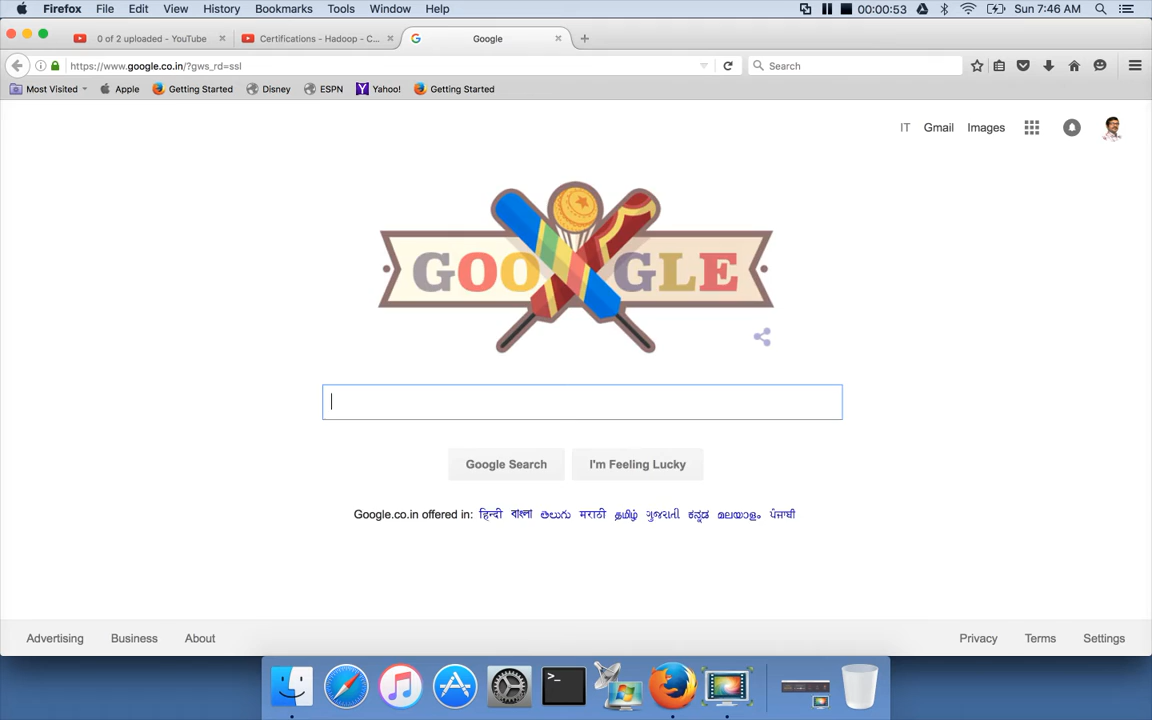 Firefox File Edit View History Bookmarks Tools Window Help 00:00:53 Sun 7:46 AM
0 of 2 uploaded - YouTube Certifications - Hadoop - C... Google
https://www.google.co.in/?gws_rd=ssl Search
Most Visited Apple Getting Started Disney ESPN Yahoo! Getting Started
IT Gmail Images
GOOGLE
Google Search I'm Feeling Lucky
Google.co.in offered in: हिन्दी বাংলা తెలుగు मराठी தமிழ் ગુજરાતી ಕನ್ನಡ മലയാളം ਪੰਜਾਬੀ
Advertising Business About Privacy Terms Settings
>_